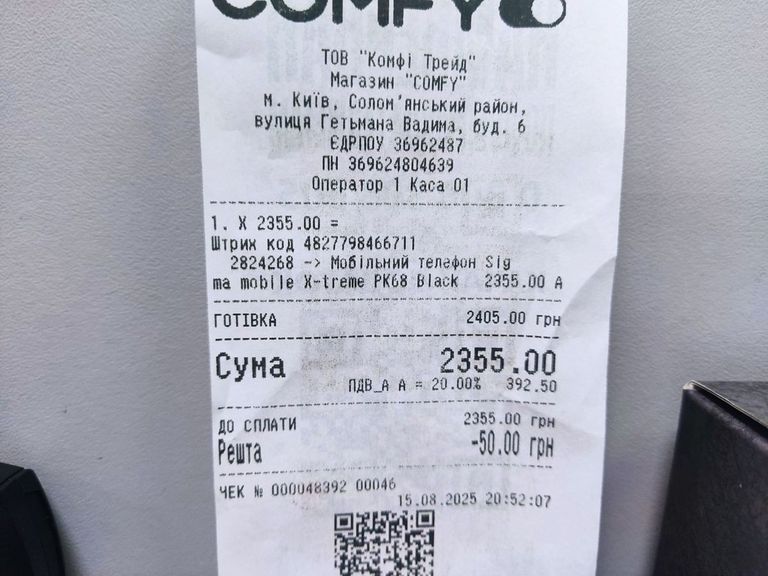 COMFY
ТОВ "Комфі Трейд"
Магазин "COMFY"
м. Київ, Солом'янський район,
вулиця Гетьмана Вадима, буд. 6
ЄДРПОУ 36962487
ПН 369624804639
Оператор 1 Каса 01
1. X 2355.00 =
Штрих код 4827798466711
2824268 -> Мобільний телефон Sig
ma mobile X-treme PK68 Black 2355.00 А
ГОТІВКА 2405.00 грн
Сума 2355.00
ПДВ_А А = 20.00% 392.50
ДО СПЛАТИ 2355.00 грн
Решта -50.00 грн
ЧЕК № 000048392 00046
15.08.2025 20:52:07